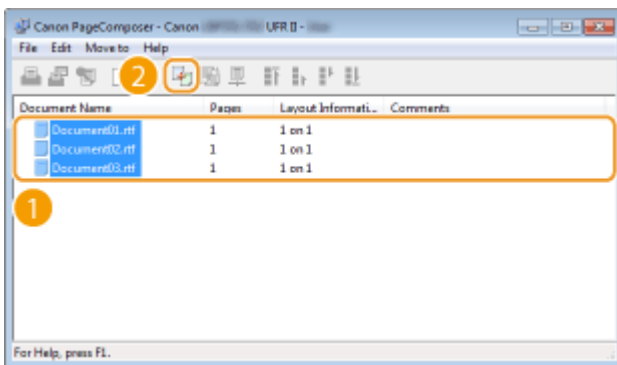 Canon PageComposer - Canon UFR II -
File Edit Move to Help
2
Document Name Pages Layout Informati... Comments
Document01.rtf 1 1 on 1
Document02.rtf 1 1 on 1
Document03.rtf 1 1 on 1
1
For Help, press F1.